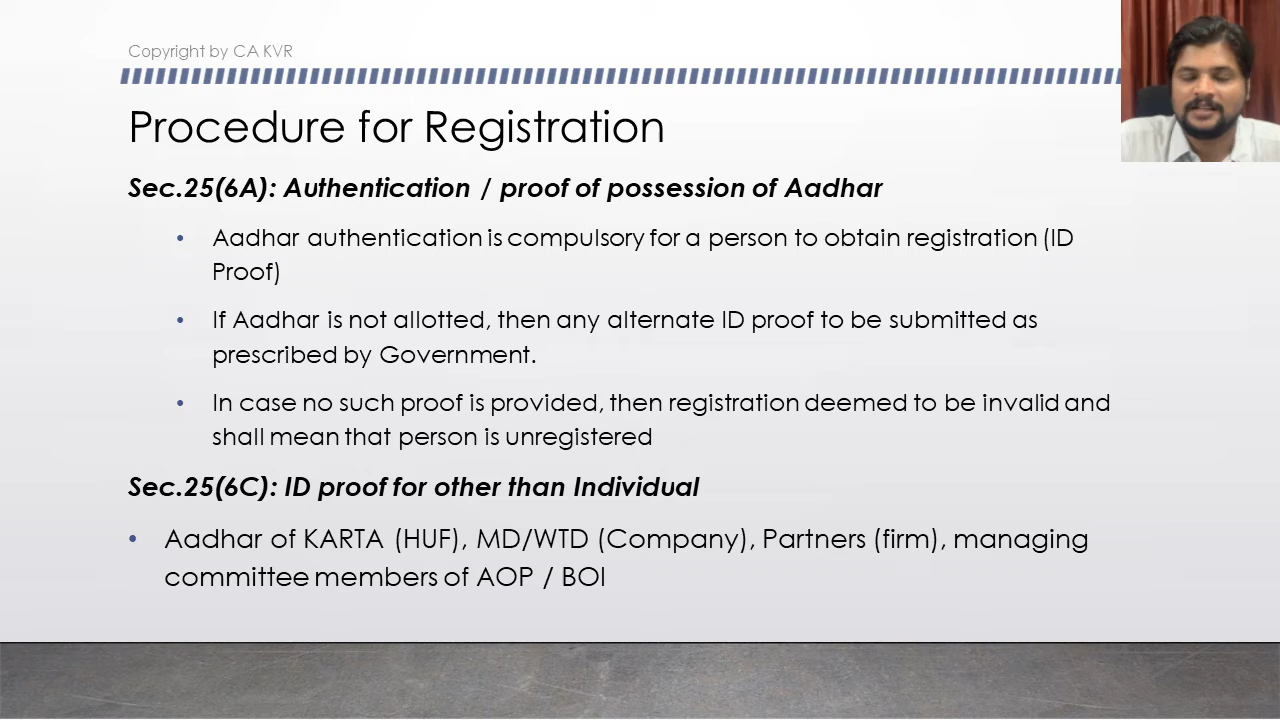 Copyright by CA KVR
Procedure for Registration
Sec.25(6A): Authentication / proof of possession of Aadhar
• Aadhar authentication is compulsory for a person to obtain registration (ID
Proof)
• If Aadhar is not allotted, then any alternate ID proof to be submitted as
prescribed by Government.
• In case no such proof is provided, then registration deemed to be invalid and
shall mean that person is unregistered
Sec.25(6C): ID proof for other than Individual
• Aadhar of KARTA (HUF), MD/WTD (Company), Partners (firm), managing
committee members of AOP / BOI